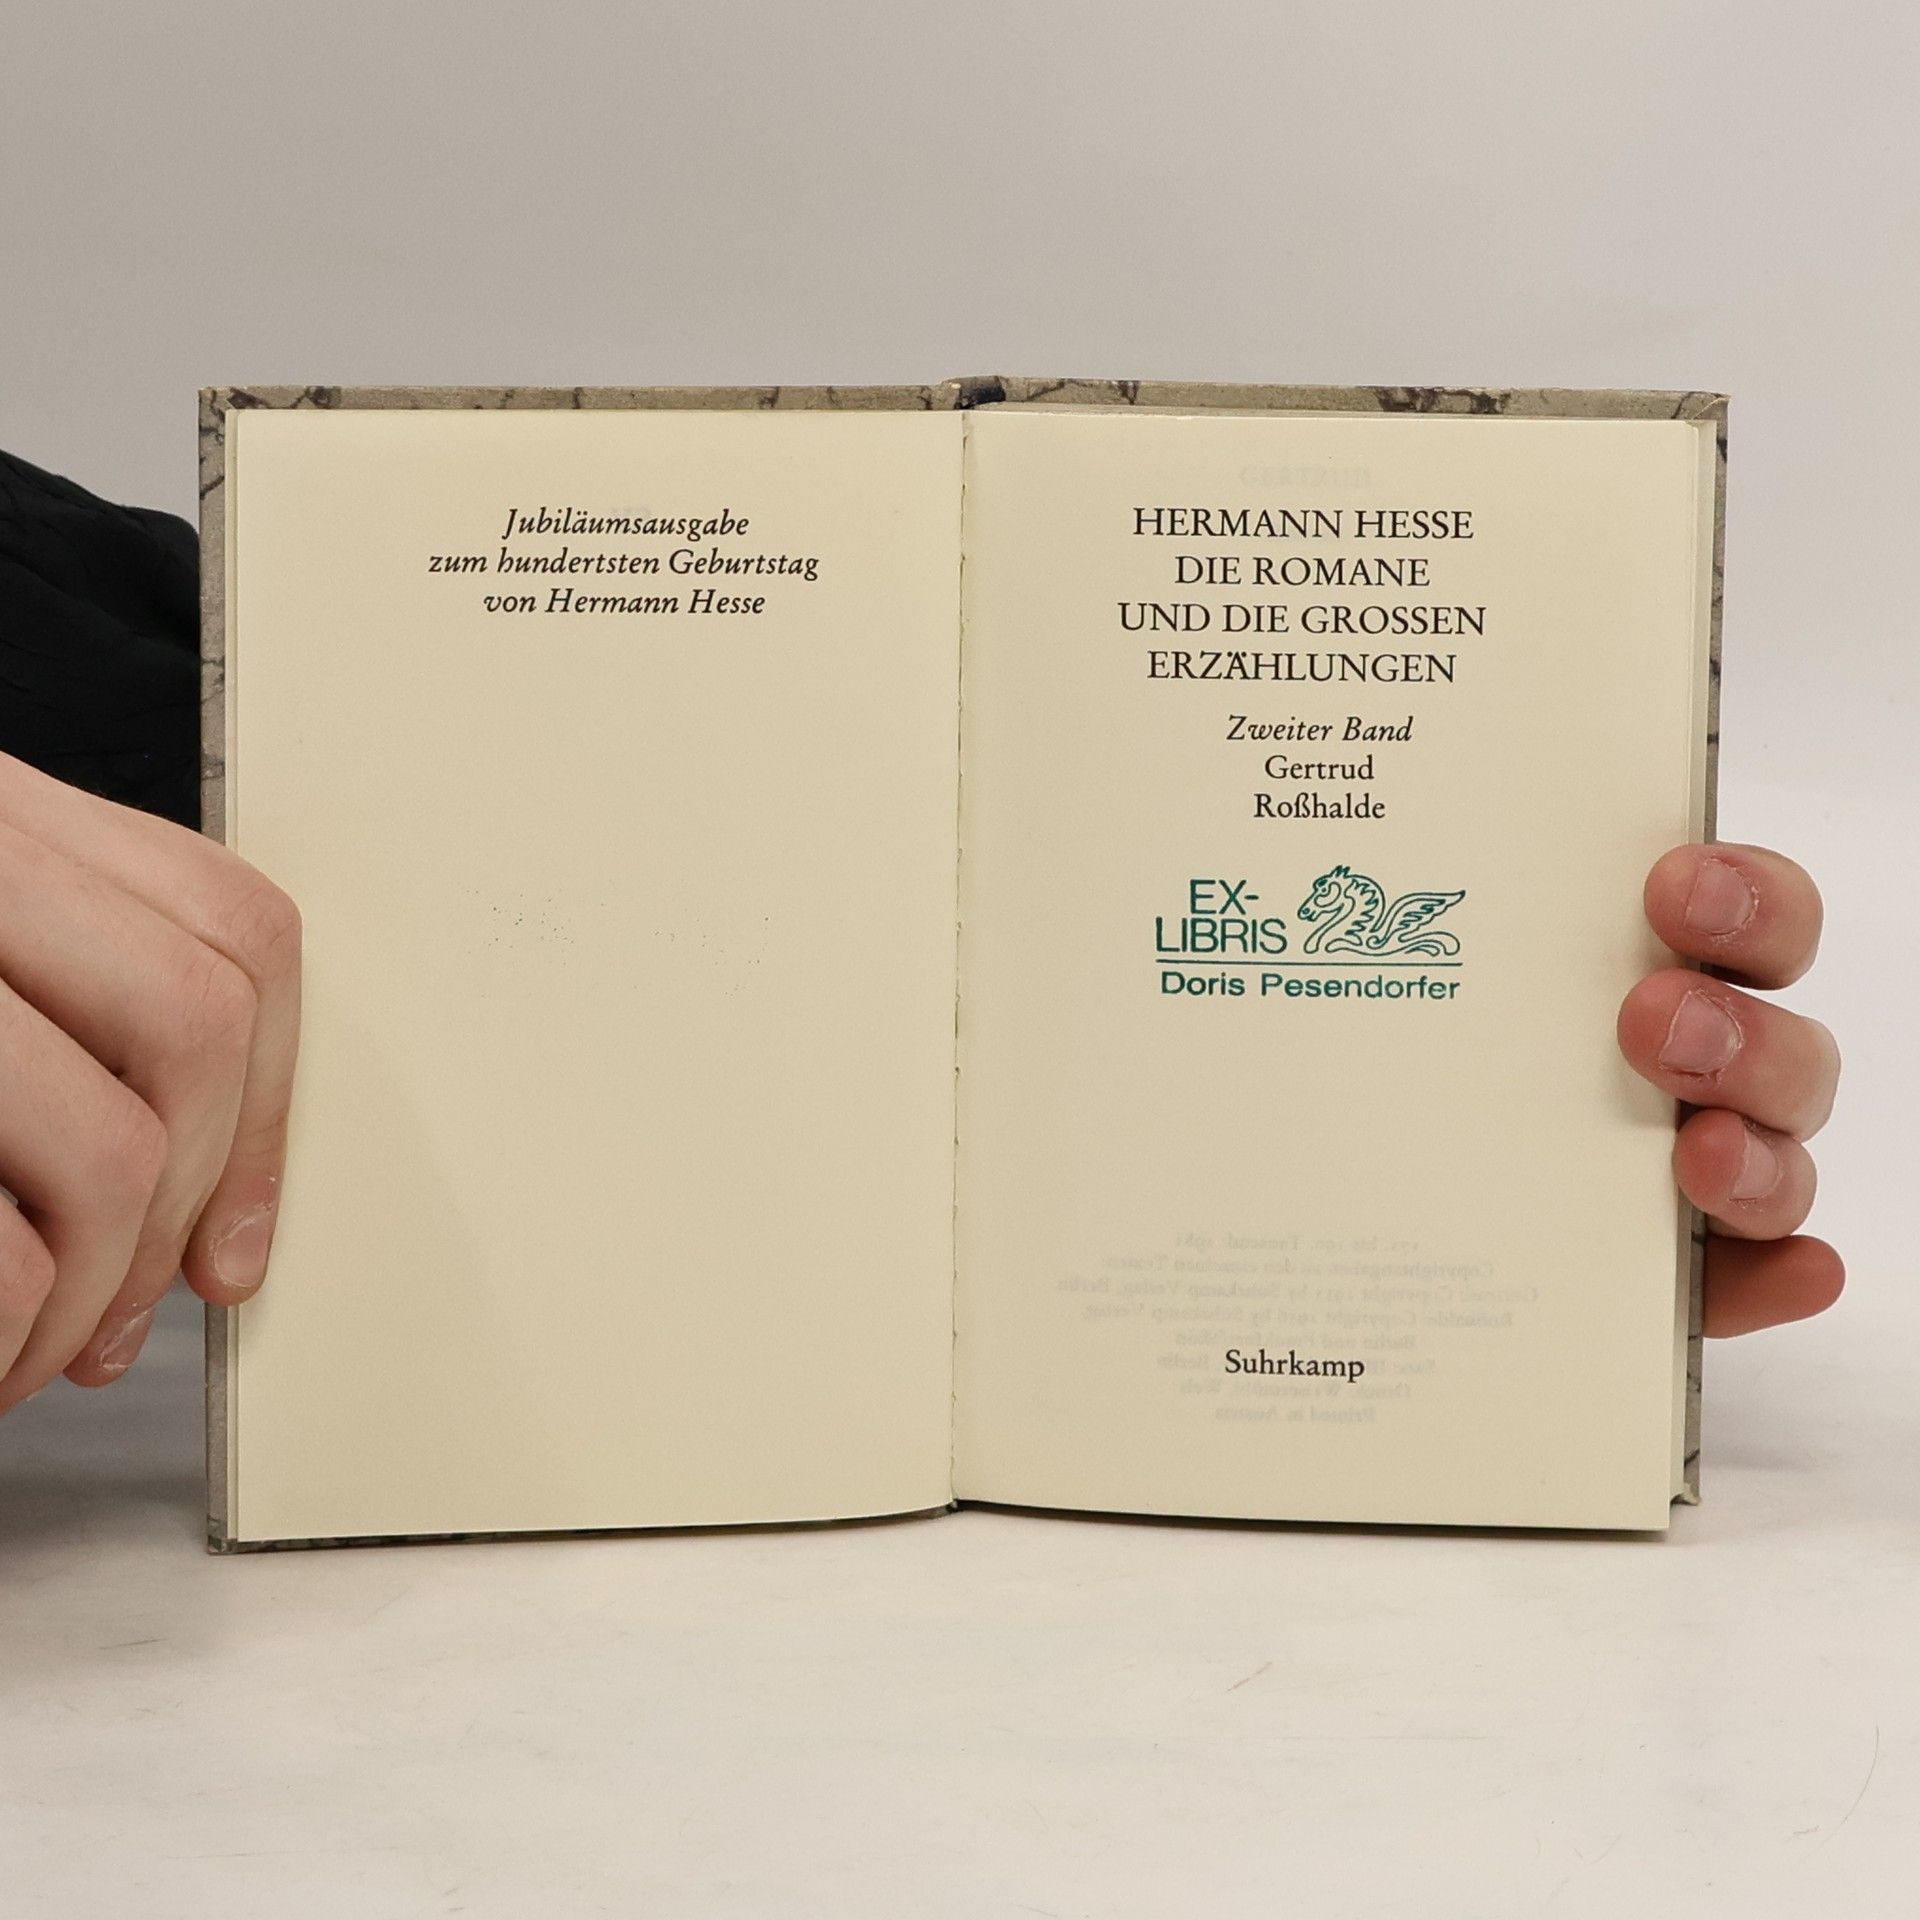 Jubiläumsausgabe
zum hundertsten Geburtstag
von Hermann Hesse
HERMANN HESSE
DIE ROMANE
UND DIE GROSSEN
ERZÄHLUNGEN
Zweiter Band
Gertrud
Roßhalde
EX-
LIBRIS
Doris Pesendorfer
Suhrkamp